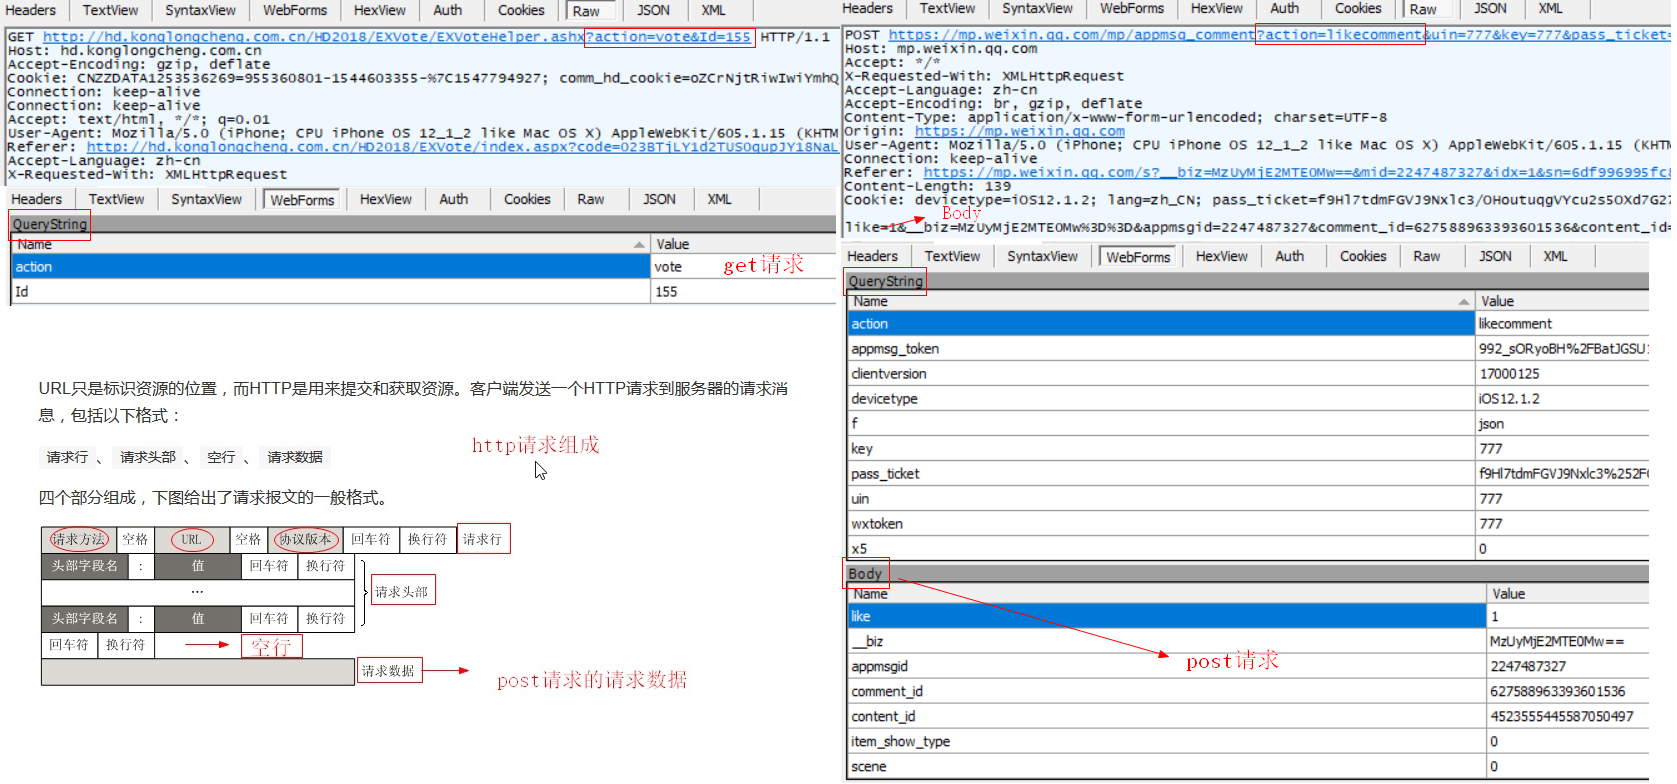 Headers TextView SyntaxView WebForms HexView Auth Cookies Raw JSON XML
GET http://hd.konglongcheng.com.cn/HD2018/EXVote/EXVoteHelper.ashx?action=vote&Id=155 HTTP/1.1
Host: hd.konglongcheng.com.cn
Accept-Encoding: gzip, deflate
Cookie: CNZZDATA1253536269=955360801-1544603355-%7C1547794927; comm_hd_cookie=oZCrNjtRiwIwiYmhQ
Connection: keep-alive
Connection: keep-alive
Accept: text/html, */*; q=0.01
User-Agent: Mozilla/5.0 (iPhone; CPU iPhone OS 12_1_2 like Mac OS X) AppleWebKit/605.1.15 (KHTM
Referer: http://hd.konglongcheng.com.cn/HD2018/EXVote/index.aspx?code=023BTjLY1d2TUS0qupJY18NaL
Accept-Language: zh-cn
X-Requested-With: XMLHttpRequest
Headers TextView SyntaxView WebForms HexView Auth Cookies Raw JSON XML
QueryString
Name Value
action vote
get请求
Id 155
URL只是标识资源的位置，而HTTP是用来提交和获取资源。客户端发送一个HTTP请求到服务器的请求消
息，包括以下格式：
http请求组成
请求行 、 请求头部 、 空行 、 请求数据
四个部分组成，下图给出了请求报文的一般格式。
请求方法 空格 URL 空格 协议版本 回车符 换行符 请求行
头部字段名 : 值 回车符 换行符
... 请求头部
头部字段名 : 值 回车符 换行符
回车符 换行符 空行
请求数据
post请求的请求数据
Headers TextView SyntaxView WebForms HexView Auth Cookies Raw JSON XML
POST https://mp.weixin.qq.com/mp/appmsg_comment?action=likecomment&uin=777&key=777&pass_ticket=
Host: mp.weixin.qq.com
Accept: */*
X-Requested-With: XMLHttpRequest
Accept-Language: zh-cn
Accept-Encoding: br, gzip, deflate
Content-Type: application/x-www-form-urlencoded; charset=UTF-8
Origin: https://mp.weixin.qq.com
User-Agent: Mozilla/5.0 (iPhone; CPU iPhone OS 12_1_2 like Mac OS X) AppleWebKit/605.1.15 (KHTM
Connection: keep-alive
Referer: https://mp.weixin.qq.com/s?__biz=MzUyMjE2MTE0Mw==&mid=2247487327&idx=1&sn=6df996995fc8
Content-Length: 139
Cookie: devicetype=iOS12.1.2; lang=zh_CN; pass_ticket=f9Hl7tdmFGVJ9Nxlc3/OHoutuqgVYcu2s5OXd7G27
Body
like=1&__biz=MzUyMjE2MTE0Mw%3D%3D&appmsgid=2247487327&comment_id=627588963393601536&content_id=
Headers TextView SyntaxView WebForms HexView Auth Cookies Raw JSON XML
QueryString
Name Value
action likecomment
appmsg_token 992_sORyoBH%2FBatJGSU
clientversion 17000125
devicetype iOS12.1.2
f json
key 777
pass_ticket f9Hl7tdmFGVJ9Nxlc3%252F
uin 777
wxtoken 777
x5 0
Body
Name Value
like 1
__biz MzUyMjE2MTE0Mw==
post请求
appmsgid 2247487327
comment_id 627588963393601536
content_id 4523555445587050497
item_show_type 0
scene 0